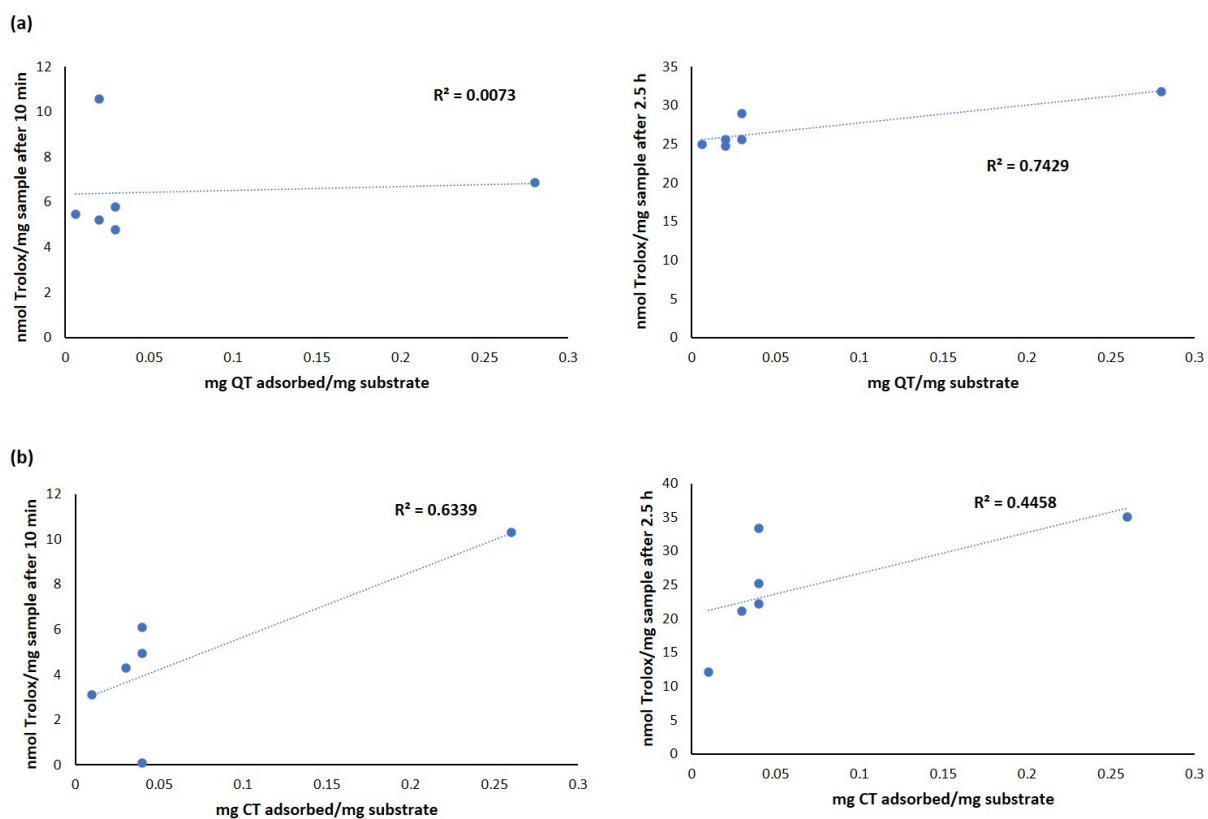 (a)
nmol Trolox/mg sample after 10 min
12
10
8
6
4
2
0
R² = 0.0073
0 0.05 0.1 0.15 0.2 0.25 0.3
mg QT adsorbed/mg substrate
nmol Trolox/mg sample after 2.5 h
35
30
25
20
15
10
5
0
R² = 0.7429
0 0.05 0.1 0.15 0.2 0.25 0.3
mg QT/mg substrate
(b)
nmol Trolox/mg sample after 10 min
12
10
8
6
4
2
0
R² = 0.6339
0 0.05 0.1 0.15 0.2 0.25 0.3
mg CT adsorbed/mg substrate
nmol Trolox/mg sample after 2.5 h
40
35
30
25
20
15
10
5
0
R² = 0.4458
0 0.05 0.1 0.15 0.2 0.25 0.3
mg CT adsorbed/mg substrate